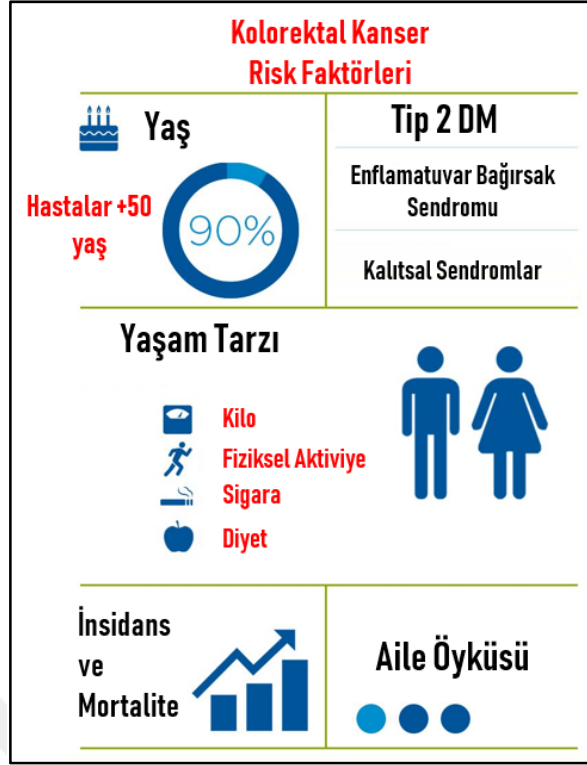 Kolorektal Kanser
Risk Faktörleri
Yaş
Hastalar +50
yaş
90%
Tip 2 DM
Enflamatuvar Bağırsak
Sendromu
Kalıtsal Sendromlar
Yaşam Tarzı
Kilo
Fiziksel Aktiviye
Sigara
Diyet
İnsidans
ve
Mortalite
Aile Öyküsü